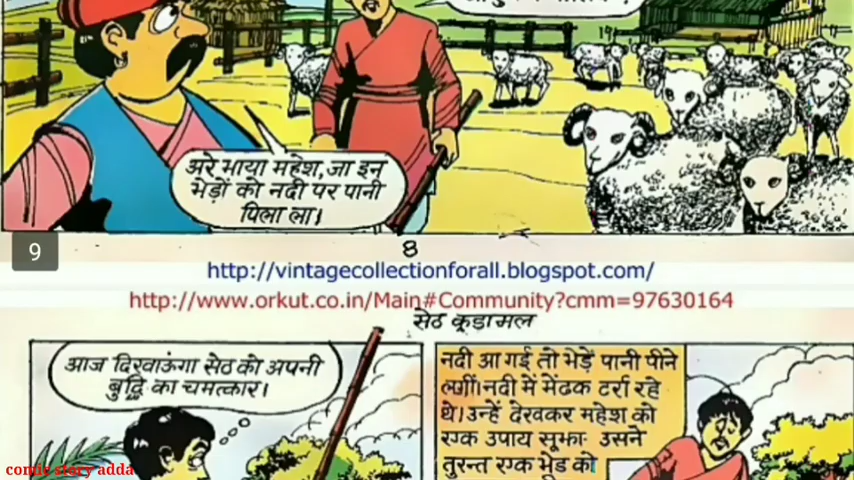 अरे भाया महेश, जा इन
भेड़ों को नदी पर पानी
पिला ला।
9
8
http://vintagecollectionforall.blogspot.com/
http://www.orkut.co.in/Main#Community?cmm=97630164
सेठ कूड़ामल
आज दिखाऊंगा सेठ को अपनी
बुद्धि का चमत्कार।
नदी आ गई तो भेड़ें पानी पीने
लगीं। नदी में मेंढक टर्रा रहे
थे। उन्हें देखकर महेश को
एक उपाय सूझा- उसने
तुरन्त एक भेड़ को
comic story adda